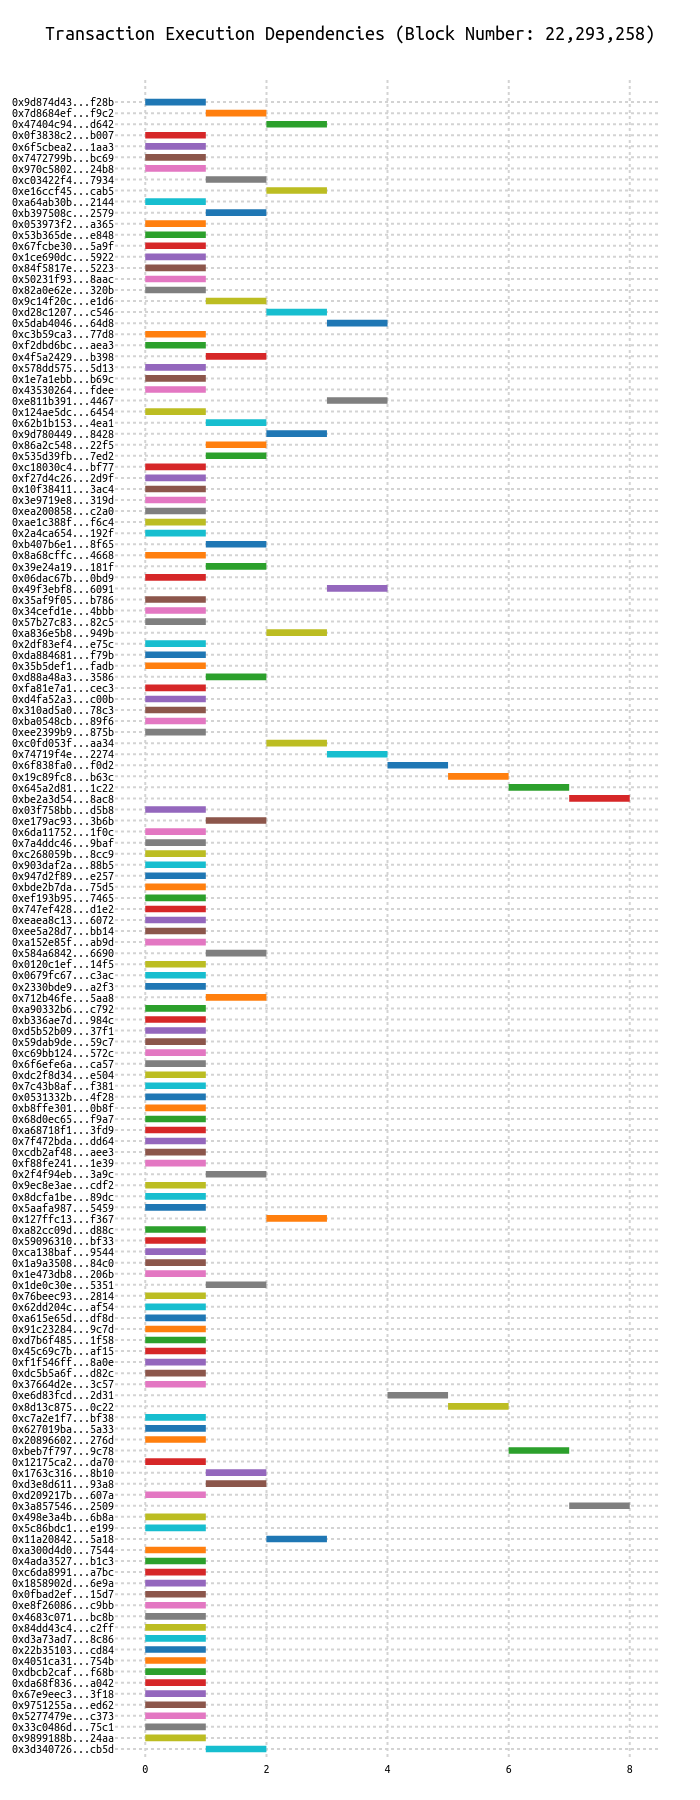 Transaction Execution Dependencies (Block Number: 22,293,258)
0x9d874d43...f28b
0x7d8684ef...f9c2
0x47404c94...d642
0x0f3838c2...b007
0x6f5cbea2...1aa3
0x7472799b...bc69
0x970c5802...24b8
0xc03422f4...7934
0xe16ccf45...cab5
0xa64ab30b...2144
0xb397508c...2579
0x053973f2...a365
0x53b365de...e848
0x67fcbe30...5a9f
0x1ce690dc...5922
0x84f5817e...5223
0x50231f93...8aac
0x82a0e62e...320b
0x9c14f20c...e1d6
0xd28c1207...c546
0x5dab4046...64d8
0xc3b59ca3...77d8
0xf2dbd6bc...aea3
0x4f5a2429...b398
0x578dd575...5d13
0x1e7a1ebb...b69c
0x43530264...fdee
0xe811b391...4467
0x124ae5dc...6454
0x62b1b153...4ea1
0x9d780449...8428
0x86a2c548...22f5
0x535d39fb...7ed2
0xc18030c4...bf77
0xf27d4c26...2d9f
0x10f38411...3ac4
0x3e9719e8...319d
0xea200858...c2a0
0xae1c388f...f6c4
0x2a4ca654...192f
0xb407b6e1...8f65
0x8a68cffc...4668
0x39e24a19...181f
0x06dac67b...0bd9
0x49f3ebf8...6091
0x35af9f05...b786
0x34cefd1e...4bbb
0x57b27c83...82c5
0xa836e5b8...949b
0x2df83ef4...e75c
0xda884681...f79b
0x35b5def1...fadb
0xd88a48a3...3586
0xfa81e7a1...cec3
0xd4fa52a3...c00b
0x310ad5a0...78c3
0xba0548cb...89f6
0xee2399b9...875b
0xc0fd053f...aa34
0x74719f4e...2274
0x6f838fa0...f0d2
0x19c89fc8...b63c
0x645a2d81...1c22
0xbe2a3d54...8ac8
0x03f758bb...d5b8
0xe179ac93...3b6b
0x6da11752...1f0c
0x7a4ddc46...9baf
0xc268059b...8cc9
0x903daf2a...88b5
0x947d2f89...e257
0xbde2b7da...75d5
0xef193b95...7465
0x747ef428...d1e2
0xeaea8c13...6072
0xee5a28d7...bb14
0xa152e85f...ab9d
0x584a6842...6690
0x0120c1ef...14f5
0x0679fc67...c3ac
0x2330bde9...a2f3
0x712b46fe...5aa8
0xa90332b6...c792
0xb336ae7d...984c
0xd5b52b09...37f1
0x59dab9de...59c7
0xc69bb124...572c
0x6f6efe6a...ca57
0xdc2f8d34...e504
0x7c43b8af...f381
0x0531332b...4f28
0xb8ffe301...0b8f
0x68d0ec65...f9a7
0xa68718f1...3fd9
0x7f472bda...dd64
0xcdb2af48...aee3
0xf88fe241...1e39
0x2f4f94eb...3a9c
0x9ec8e3ae...cdf2
0x8dcfa1be...89dc
0x5aafa987...5459
0x127ffc13...f367
0xa82cc09d...d88c
0x59096310...bf33
0xca138baf...9544
0x1a9a3508...84c0
0x1e473db8...206b
0x1de0c30e...5351
0x76beec93...2814
0x62dd204c...af54
0xa615e65d...df8d
0x91c23284...9c7d
0xd7b6f485...1f58
0x45c69c7b...af15
0xf1f546ff...8a0e
0xdc5b5a6f...d82c
0x37664d2e...3c57
0xe6d83fcd...2d31
0x8d13c875...0c22
0xc7a2e1f7...bf38
0x627019ba...5a33
0x20896602...276d
0xbeb7f797...9c78
0x12175ca2...da70
0x1763c316...8b10
0xd3e8d611...93a8
0xd209217b...607a
0x3a857546...2509
0x498e3a4b...6b8a
0x5c86bdc1...e199
0x11a20842...5a18
0xa300d4d0...7544
0x4ada3527...b1c3
0xc6da8991...a7bc
0x1858902d...6e9a
0x0fbad2ef...15d7
0xe8f26086...c9bb
0x4683c071...bc8b
0x84dd43c4...c2ff
0xd3a73ad7...8c86
0x22b35103...cd84
0x4051ca31...754b
0xdbcb2caf...f68b
0xda68f836...a042
0x67e9eec3...3f18
0x9751255a...ed62
0x5277479e...c373
0x33c0486d...75c1
0x9899188b...24aa
0x3d340726...cb5d
0 2 4 6 8